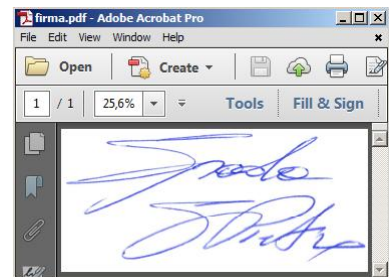 firma.pdf - Adobe Acrobat Pro
File Edit View Window Help
Open Create
1 / 1 25,6% Tools Fill & Sign